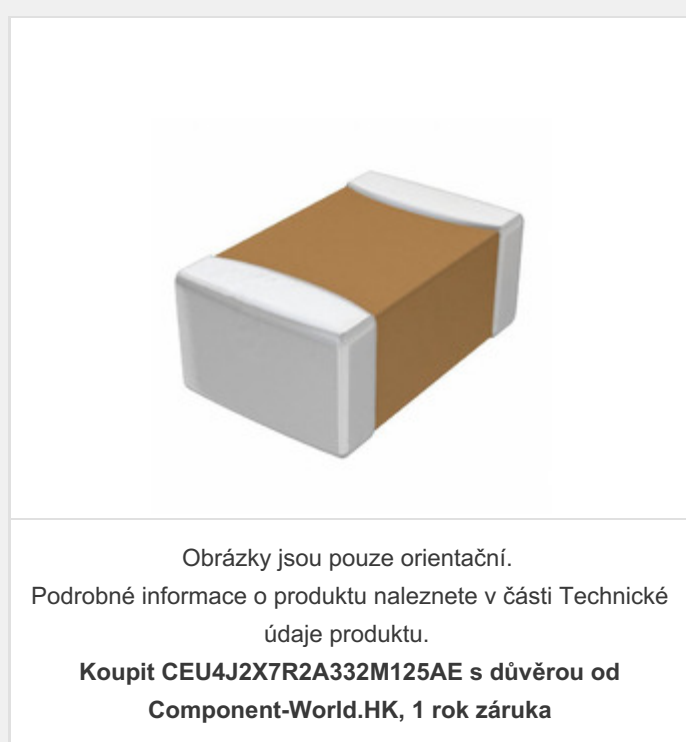 Obrázky jsou pouze orientační.
Podrobné informace o produktu naleznete v části Technické
údaje produktu.
Koupit CEU4J2X7R2A332M125AE s důvěrou od
Component-World.HK, 1 rok záruka